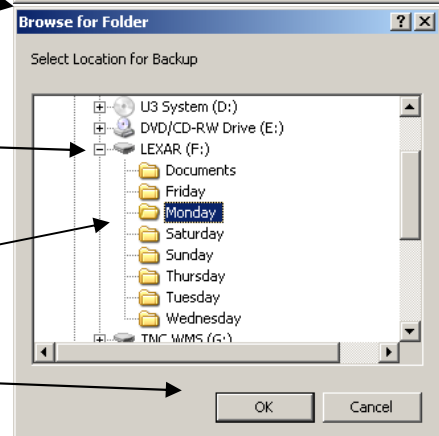 Browse for Folder
Select Location for Backup
U3 System (D:)
DVD/CD-RW Drive (E:)
LEXAR (F:)
Documents
Friday
Monday
Saturday
Sunday
Thursday
Tuesday
Wednesday
TNC WMS (G:)
OK Cancel